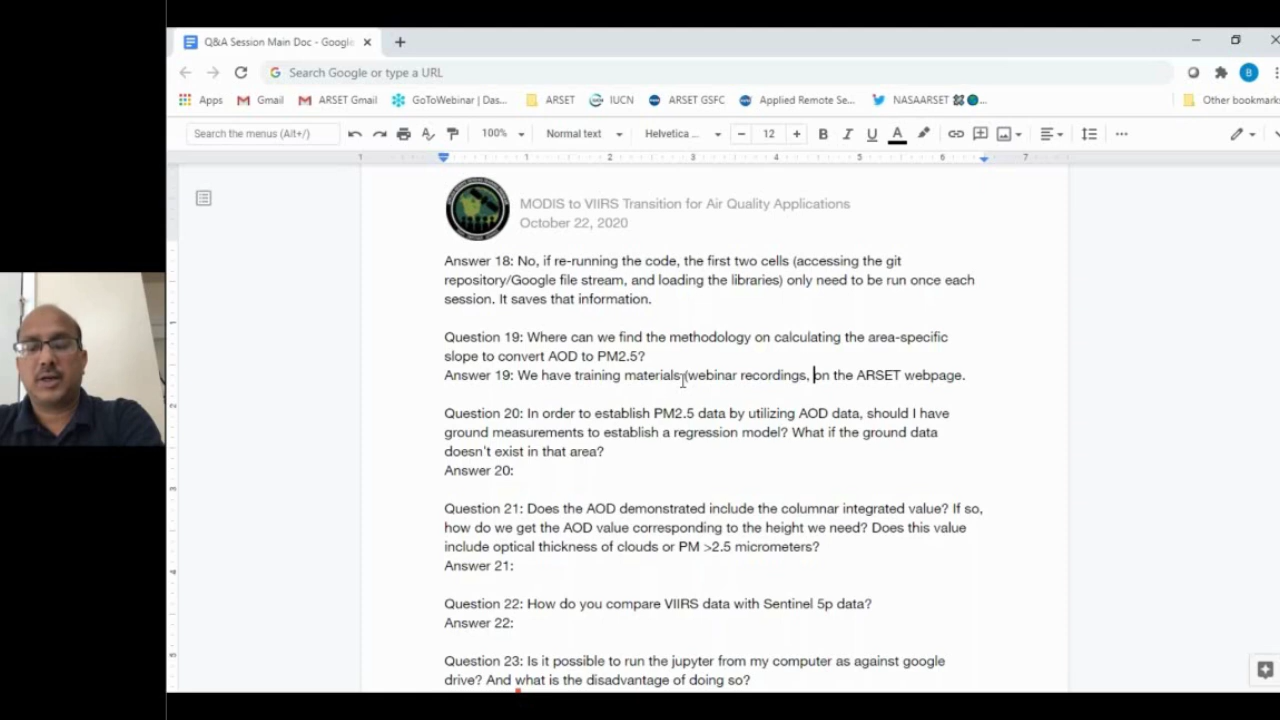 Q&A Session Main Doc - Google
Search Google or type a URL
B
Apps
Gmail
ARSET Gmail
GoToWebinar | Das...
ARSET
IUCN
ARSET GSFC
Applied Remote Se...
NASAARSET
Other bookmarks
Search the menus (Alt+/)
100%
Normal text
Helvetica ...
12
B I U A
1 1 2 3 4 5 6 7
MODIS to VIIRS Transition for Air Quality Applications
October 22, 2020
Answer 18: No, if re-running the code, the first two cells (accessing the git
repository/Google file stream, and loading the libraries) only need to be run once each
session. It saves that information.
Question 19: Where can we find the methodology on calculating the area-specific
slope to convert AOD to PM2.5?
Answer 19: We have training materials (webinar recordings, on the ARSET webpage.
Question 20: In order to establish PM2.5 data by utilizing AOD data, should I have
ground measurements to establish a regression model? What if the ground data
doesn't exist in that area?
Answer 20:
Question 21: Does the AOD demonstrated include the columnar integrated value? If so,
how do we get the AOD value corresponding to the height we need? Does this value
include optical thickness of clouds or PM >2.5 micrometers?
Answer 21:
Question 22: How do you compare VIIRS data with Sentinel 5p data?
Answer 22:
Question 23: Is it possible to run the jupyter from my computer as against google
drive? And what is the disadvantage of doing so?